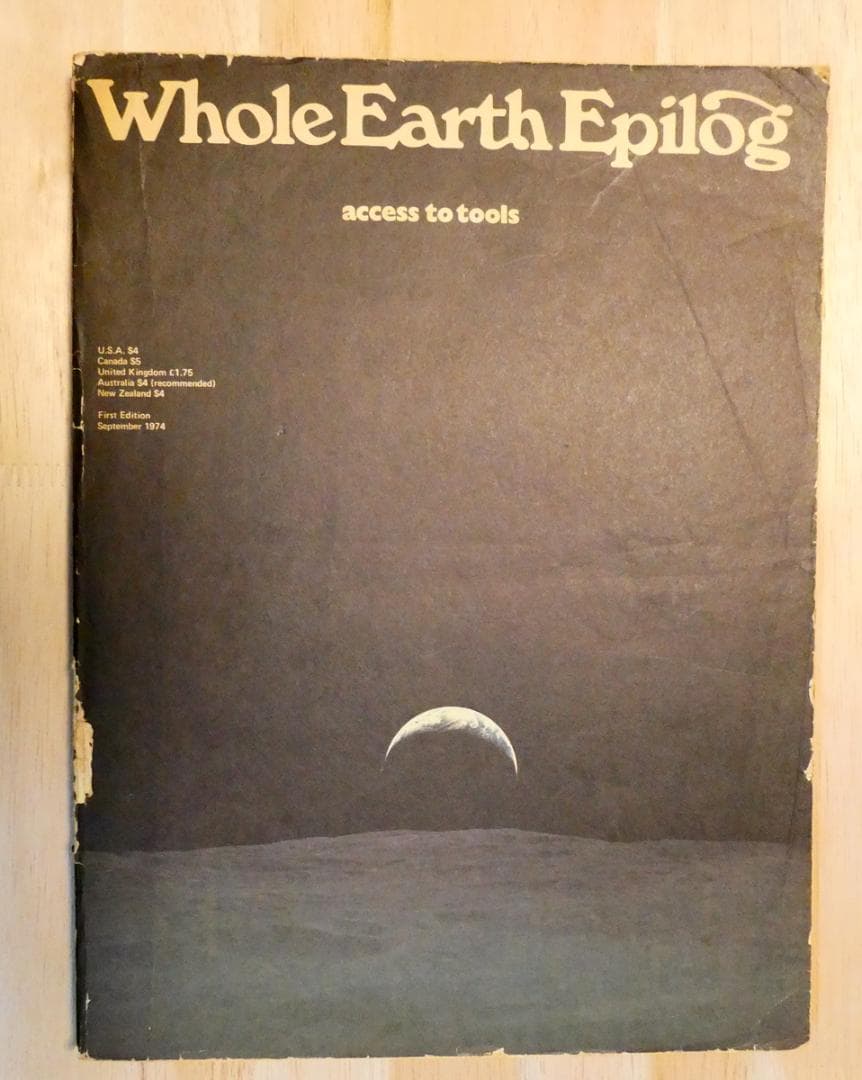 Whole Earth Epilog
access to tools
U.S.A. $4
Canada $5
United Kingdom £1.75
Australia $4 (recommended)
New Zealand $4
First Edition
September 1974